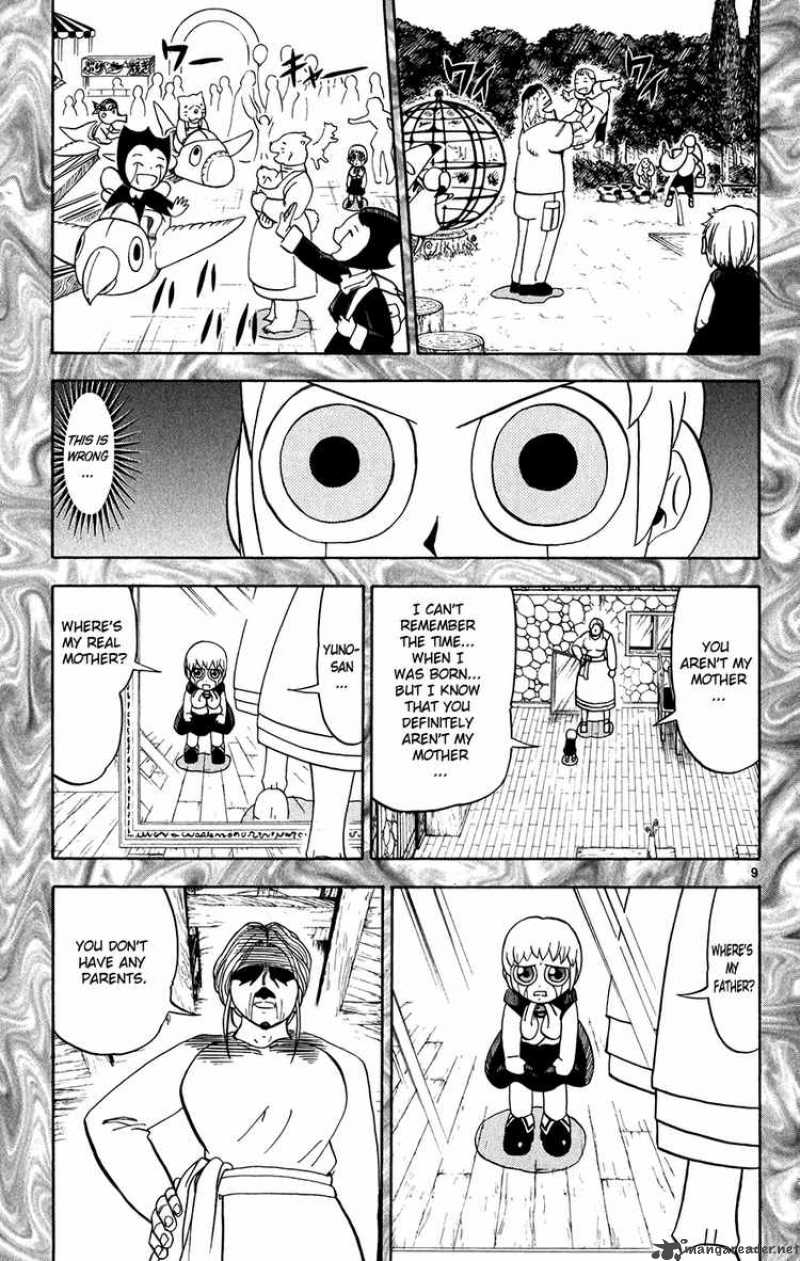 ワイ
ワイ
ワー
キャー
THIS IS
WRONG
...
YOU
AREN'T MY
MOTHER
...
I CAN'T
REMEMBER
THE TIME...
WHEN I
WAS BORN...
BUT I KNOW
THAT YOU
DEFINITELY
AREN'T MY
MOTHER
...
YUNO-
SAN
...
WHERE'S
MY REAL
MOTHER?
9
WHERE'S
MY
FATHER?
YOU DON'T
HAVE ANY
PARENTS.
mangareader.net